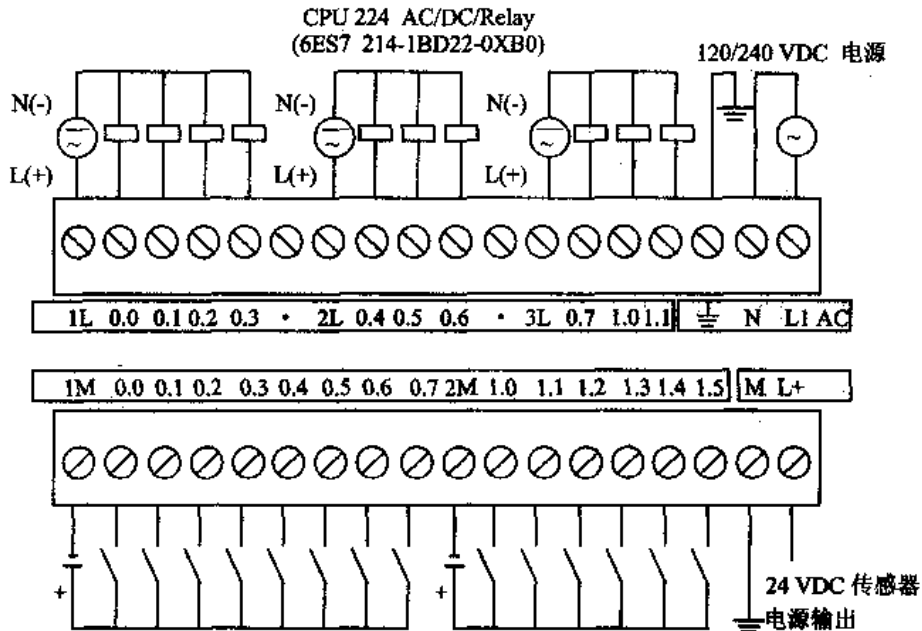 CPU 224 AC/DC/Relay
(6ES7 214-1BD22-0XB0)
120/240 VDC 电源
N(-) N(-) N(-)
L(+) L(+) L(+)
1L 0.0 0.1 0.2 0.3 · 2L 0.4 0.5 0.6 · 3L 0.7 1.0 1.1 N L1 AC
1M 0.0 0.1 0.2 0.3 0.4 0.5 0.6 0.7 2M 1.0 1.1 1.2 1.3 1.4 1.5 M L+
+ +
24 VDC 传感器
电源输出